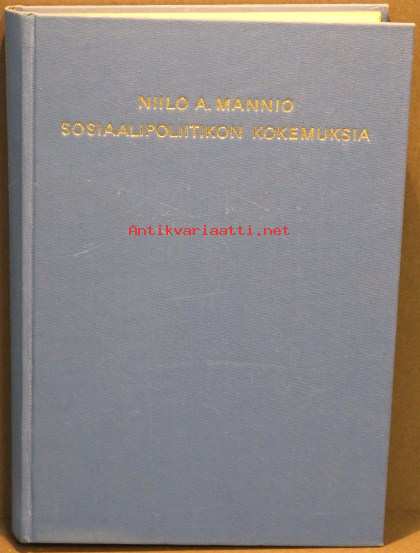 NIILO A. MANNIO
SOSIAALIPOLIITIKON KOKEMUKSIA
Antikvariaatti.net